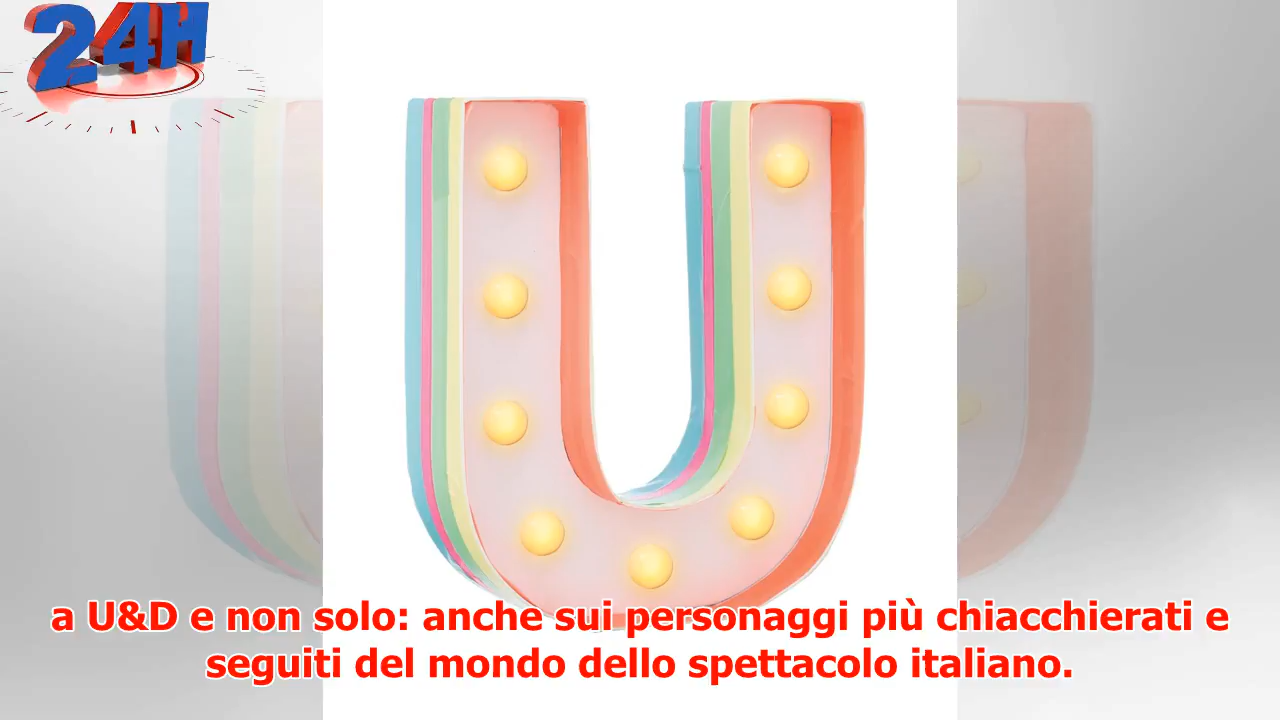 24H
U
a U&D e non solo: anche sui personaggi più chiacchierati e
seguiti del mondo dello spettacolo italiano.